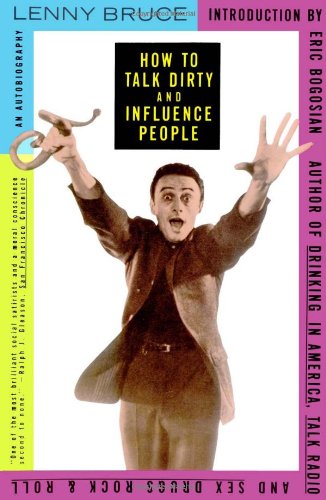 LENNY BRUCE
INTRODUCTION BY
ERIC BOGOSIAN AUTHOR OF DRINKING IN AMERICA, TALK RADIO
AND SEX DRUGS ROCK & ROLL
AN AUTOBIOGRAPHY
HOW TO
TALK DIRTY
AND
INFLUENCE
PEOPLE
"One of the most brilliant social satirists and a moral conscience
second to none." —Ralph J. Gleason, San Francisco Chronicle